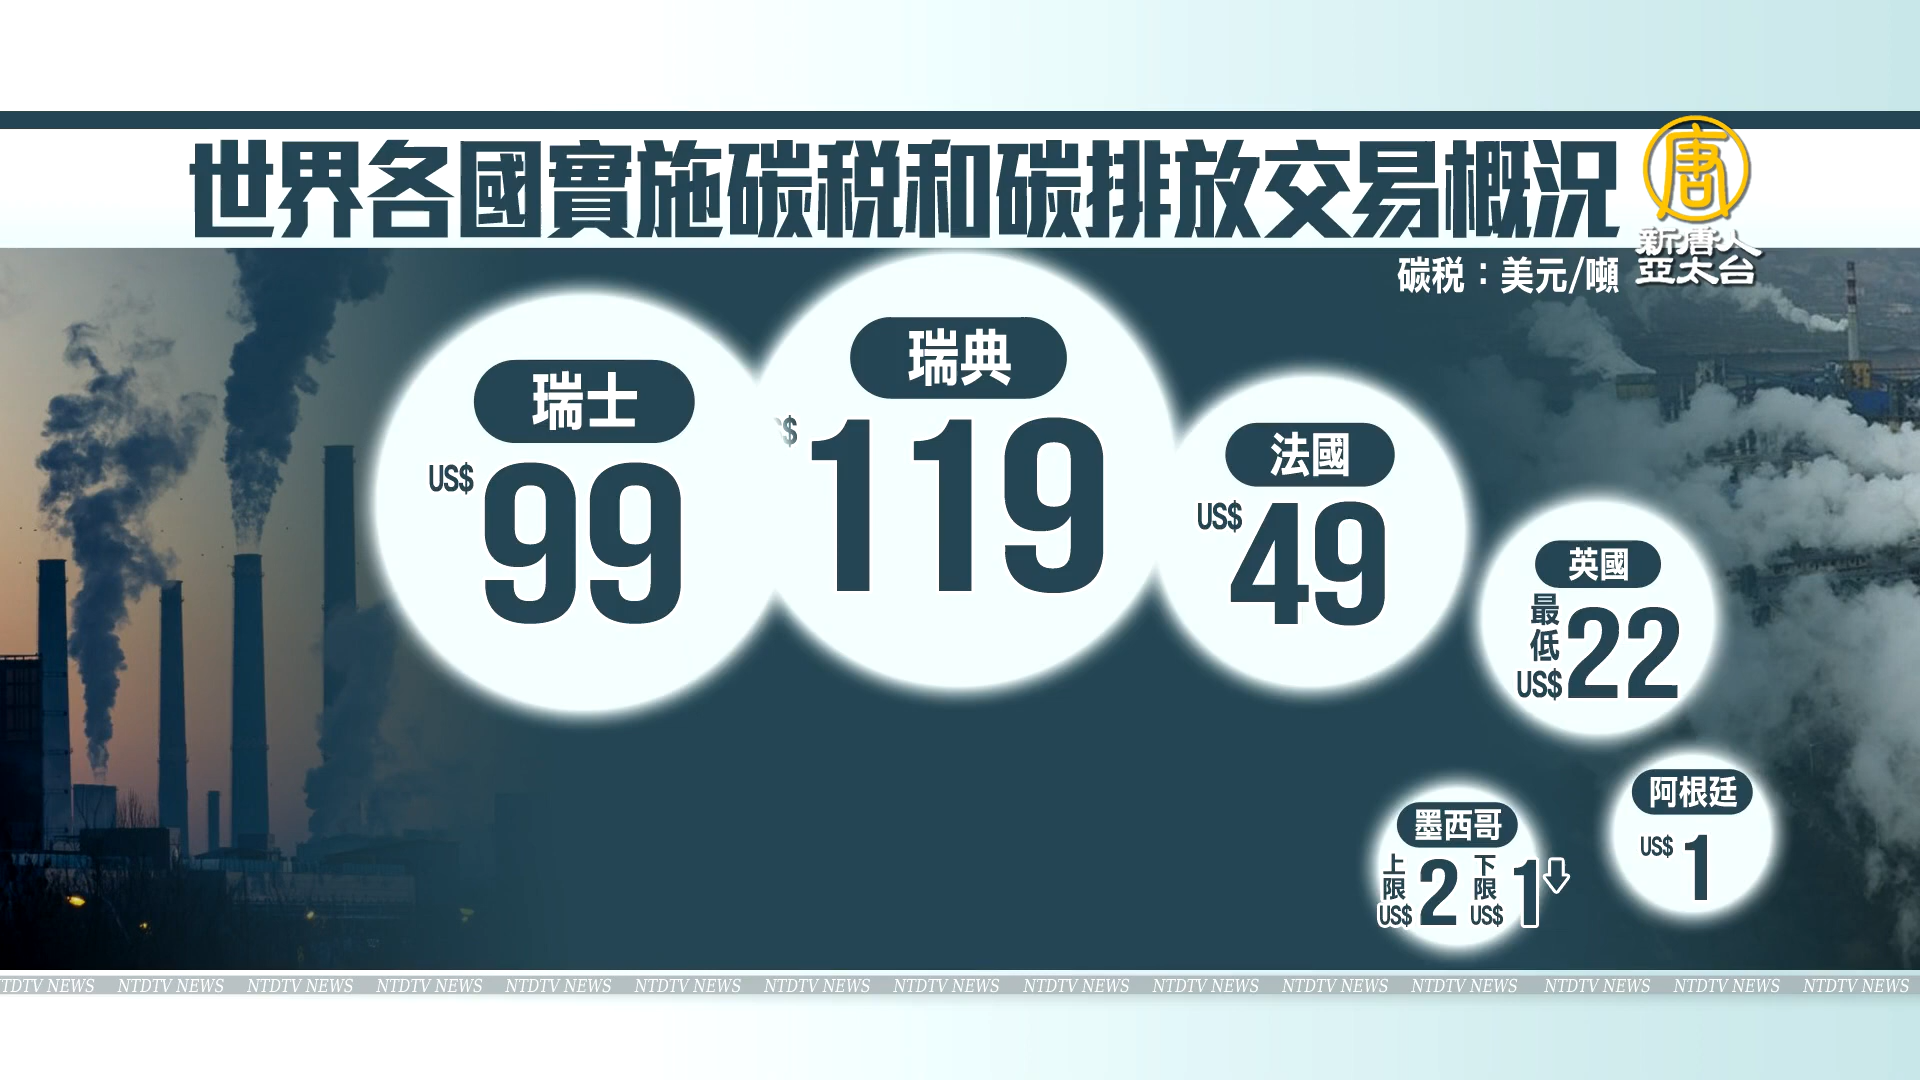 世界各國實施碳税和碳排放交易概況
唐
新唐人
亞太台
碳税：美元/噸
瑞士
US$ 99
瑞典
$ 119
法國
US$ 49
英國
最低 US$ 22
阿根廷
US$ 1
墨西哥
上限 US$ 2 下限 US$ 1
TDTV NEWS NTDTV NEWS NTDTV NEWS NTDTV NEWS NTDTV NEWS NTDTV NEWS NTDTV NEWS NTDTV NEWS NTDTV NEWS NTDTV NEWS NTDTV NEWS NTDTV NEWS NTDTV NEWS NTDTV NEWS NTDTV NEWS